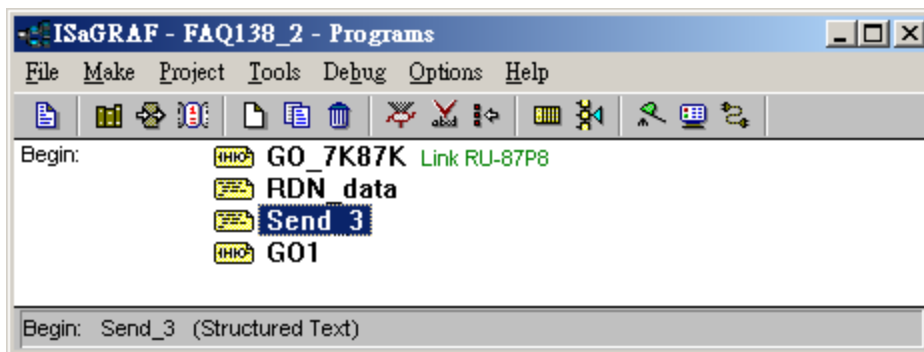 ISaGRAF - FAQ138_2 - Programs
File Make Project Tools Debug Options Help
Begin: GO_7K87K Link RU-87P8
RDN_data
Send_3
GO1
Begin: Send_3 (Structured Text)